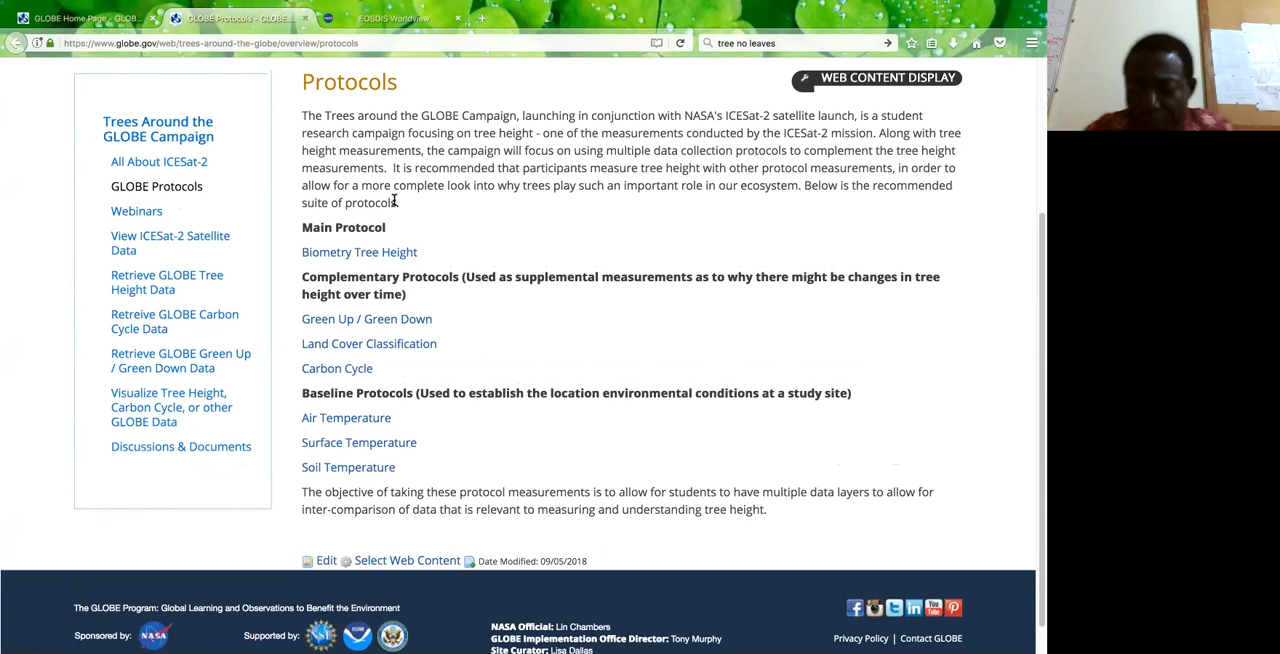 GLOBE Home Page - GLOB...
GLOBE Protocols - GLOBE...
EOSDIS Worldview
https://www.globe.gov/web/trees-around-the-globe/overview/protocols
tree no leaves
Trees Around the
GLOBE Campaign
All About ICESat-2
GLOBE Protocols
Webinars
View ICESat-2 Satellite
Data
Retrieve GLOBE Tree
Height Data
Retreive GLOBE Carbon
Cycle Data
Retrieve GLOBE Green Up
/ Green Down Data
Visualize Tree Height,
Carbon Cycle, or other
GLOBE Data
Discussions & Documents
Protocols
WEB CONTENT DISPLAY
The Trees around the GLOBE Campaign, launching in conjunction with NASA's ICESat-2 satellite launch, is a student
research campaign focusing on tree height - one of the measurements conducted by the ICESat-2 mission. Along with tree
height measurements, the campaign will focus on using multiple data collection protocols to complement the tree height
measurements. It is recommended that participants measure tree height with other protocol measurements, in order to
allow for a more complete look into why trees play such an important role in our ecosystem. Below is the recommended
suite of protocols.
Main Protocol
Biometry Tree Height
Complementary Protocols (Used as supplemental measurements as to why there might be changes in tree
height over time)
Green Up / Green Down
Land Cover Classification
Carbon Cycle
Baseline Protocols (Used to establish the location environmental conditions at a study site)
Air Temperature
Surface Temperature
Soil Temperature
The objective of taking these protocol measurements is to allow for students to have multiple data layers to allow for
inter-comparison of data that is relevant to measuring and understanding tree height.
Edit Select Web Content Date Modified: 09/05/2018
The GLOBE Program: Global Learning and Observations to Benefit the Environment
Sponsored by: NASA Supported by: NSF
NASA Official: Lin Chambers
GLOBE Implementation Office Director: Tony Murphy
Site Curator: Lisa Dallas
Privacy Policy | Contact GLOBE